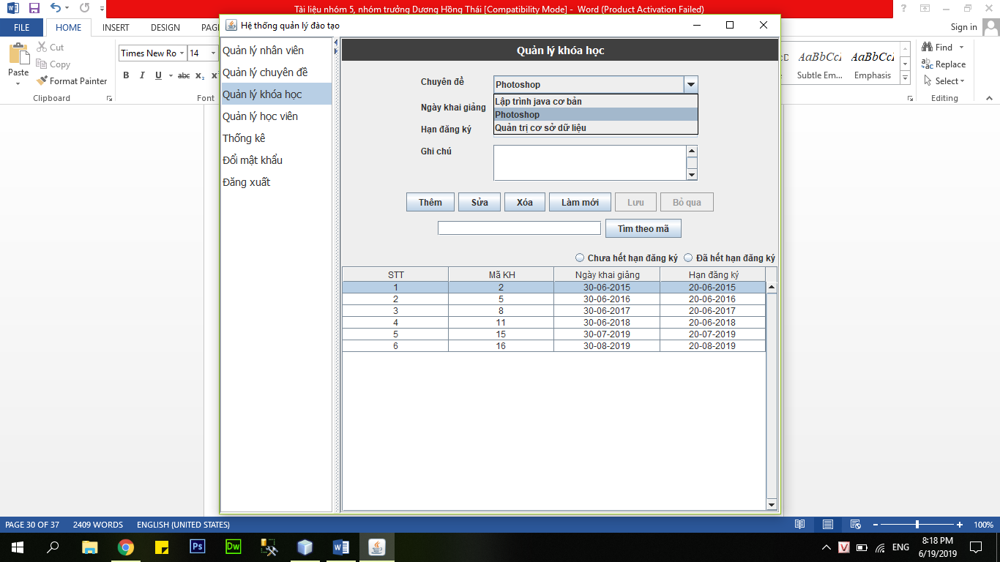 Tài liệu nhóm 5, nhóm trưởng Dương Hồng Thái [Compatibility Mode] - Word (Product Activation Failed)
FILE HOME INSERT DESIGN Sign in
Hệ thống quản lý đào tạo
Cut
Copy
Format Painter
Paste
Clipboard
Times New Ro 14
B I U abc x₂
Font
AaBbCcI AaBbCcI
Subtle Em... Emphasis
Find
Replace
Select
Editing
Quản lý nhân viên
Quản lý chuyên đề
Quản lý khóa học
Quản lý học viên
Thống kê
Đổi mật khẩu
Đăng xuất
Quản lý khóa học
Chuyên đề Photoshop
Lập trình java cơ bản
Photoshop
Quản trị cơ sở dữ liệu
Ngày khai giảng
Hạn đăng ký
Ghi chú
Thêm Sửa Xóa Làm mới Lưu Bỏ qua
Tìm theo mã
Chưa hết hạn đăng ký Đã hết hạn đăng ký
STT Mã KH Ngày khai giảng Hạn đăng ký
1 2 30-06-2015 20-06-2015
2 5 30-06-2016 20-06-2016
3 8 30-06-2017 20-06-2017
4 11 30-06-2018 20-06-2018
5 15 30-07-2019 20-07-2019
6 16 30-08-2019 20-08-2019
PAGE 30 OF 37 2409 WORDS ENGLISH (UNITED STATES) 100%
Ps Dw V ENG
8:18 PM
6/19/2019